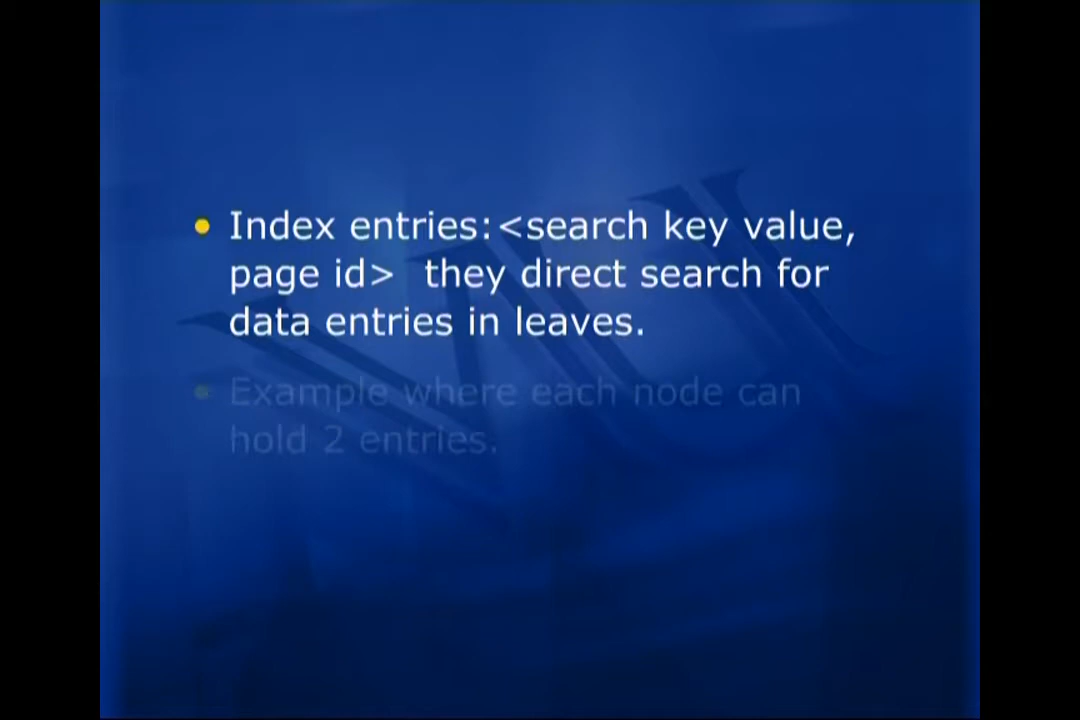 Index entries:<search key value,
page id>  they direct search for
data entries in leaves.
Example where each node can
hold 2 entries.